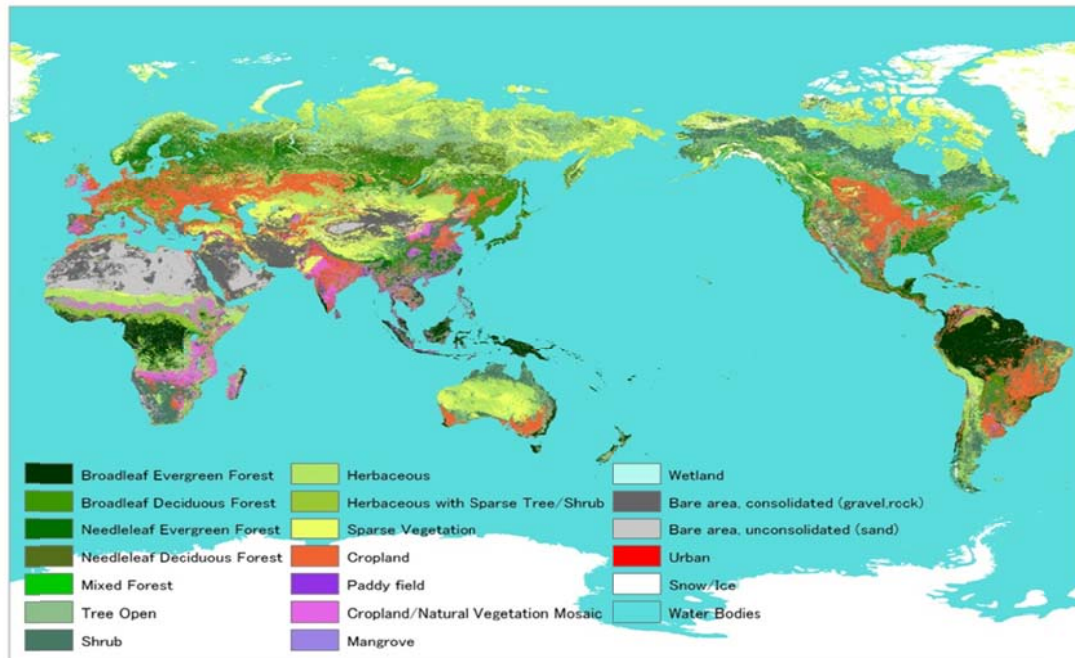 Broadleaf Evergreen Forest
Broadleaf Deciduous Forest
Needleleaf Evergreen Forest
Needleleaf Deciduous Forest
Mixed Forest
Tree Open
Shrub
Herbaceous
Herbaceous with Sparse Tree/Shrub
Sparse Vegetation
Cropland
Paddy field
Cropland/Natural Vegetation Mosaic
Mangrove
Wetland
Bare area, consolidated (gravel,rock)
Bare area, unconsolidated (sand)
Urban
Snow/Ice
Water Bodies